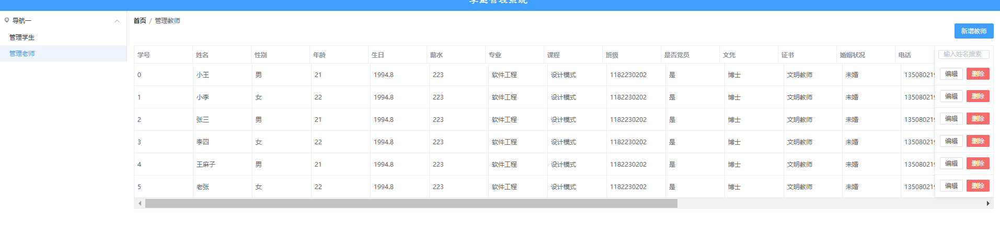 导航一
首页 / 管理教师
新增教师
管理学生
管理老师
学号 姓名 性别 年龄 生日 薪水 专业 课程 班级 是否党员 文凭 证书 婚姻状况 电话 输入姓名搜索
0 小王 男 21 1994.8 223 软件工程 设计模式 1182230202 是 博士 文明教师 未婚 13508021 编辑 删除
1 小李 女 22 1994.8 223 软件工程 设计模式 1182230202 是 博士 文明教师 未婚 13508021 编辑 删除
2 张三 男 21 1994.8 223 软件工程 设计模式 1182230202 是 博士 文明教师 未婚 13508021 编辑 删除
3 李四 女 22 1994.8 223 软件工程 设计模式 1182230202 是 博士 文明教师 未婚 13508021 编辑 删除
4 王麻子 男 21 1994.8 223 软件工程 设计模式 1182230202 是 博士 文明教师 未婚 13508021 编辑 删除
5 老张 女 22 1994.8 223 软件工程 设计模式 1182230202 是 博士 文明教师 未婚 13508021 编辑 删除